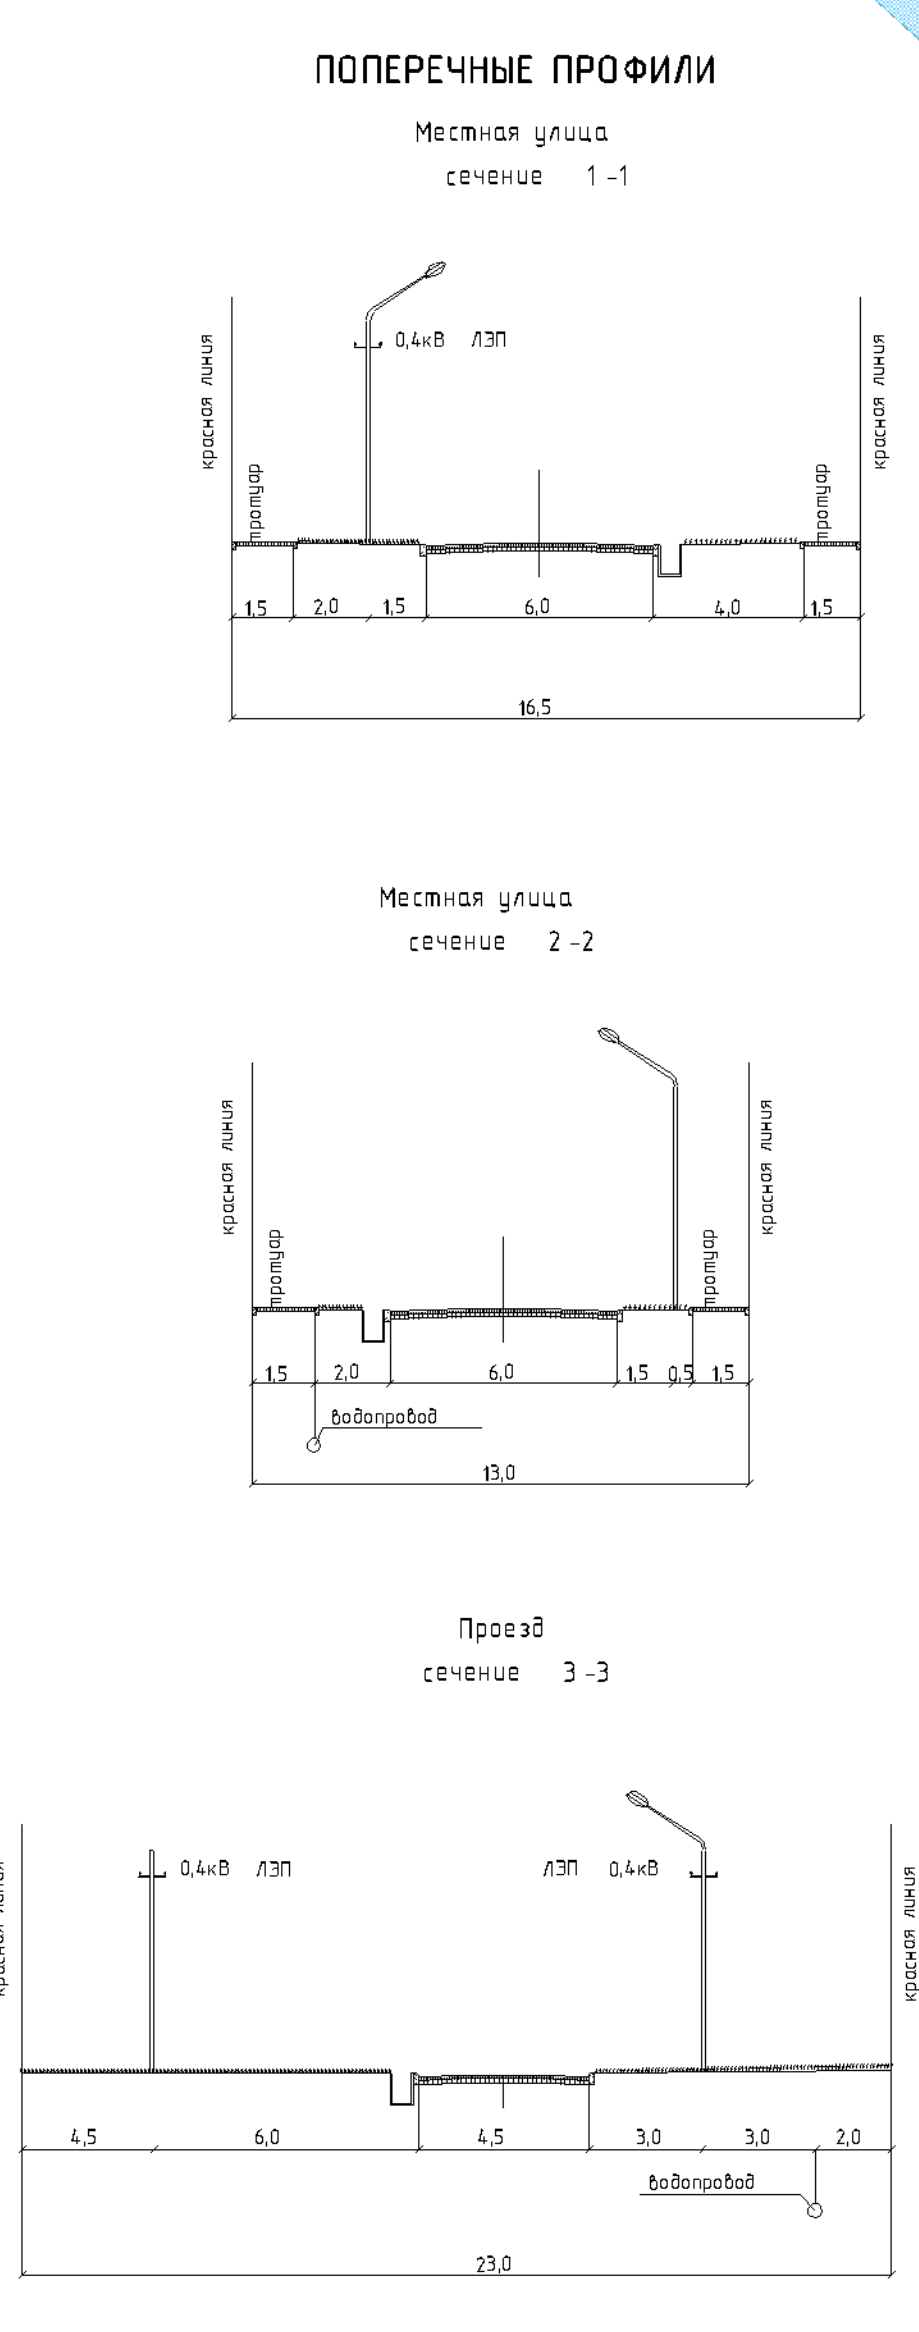 ПОПЕРЕЧНЫЕ ПРОФИЛИ
Местная улица
сечение 1-1
0,4кВ ЛЭП
красная линия
красная линия
тротуар
тротуар
1,5 2,0 1,5 6,0 4,0 1,5
16,5
Местная улица
сечение 2-2
красная линия
красная линия
тротуар
тротуар
1,5 2,0 6,0 1,5 0,5 1,5
водопровод
13,0
Проезд
сечение 3-3
0,4кВ ЛЭП
ЛЭП 0,4кВ
красная линия
красная линия
4,5 6,0 4,5 3,0 3,0 2,0
водопровод
23,0